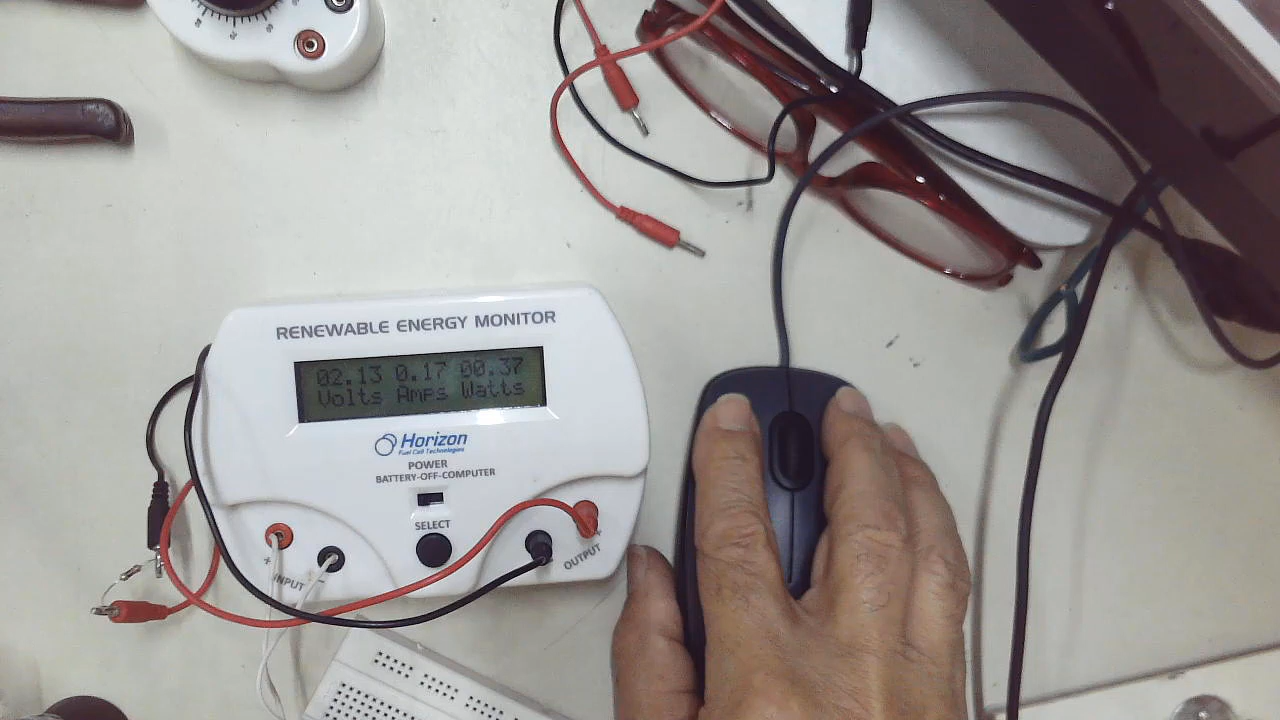 RENEWABLE ENERGY MONITOR
02.13 0.17 00.37
Volts Amps Watts
Horizon
Fuel Cell Technologies
POWER
BATTERY-OFF-COMPUTER
SELECT
+ INPUT -
- OUTPUT +